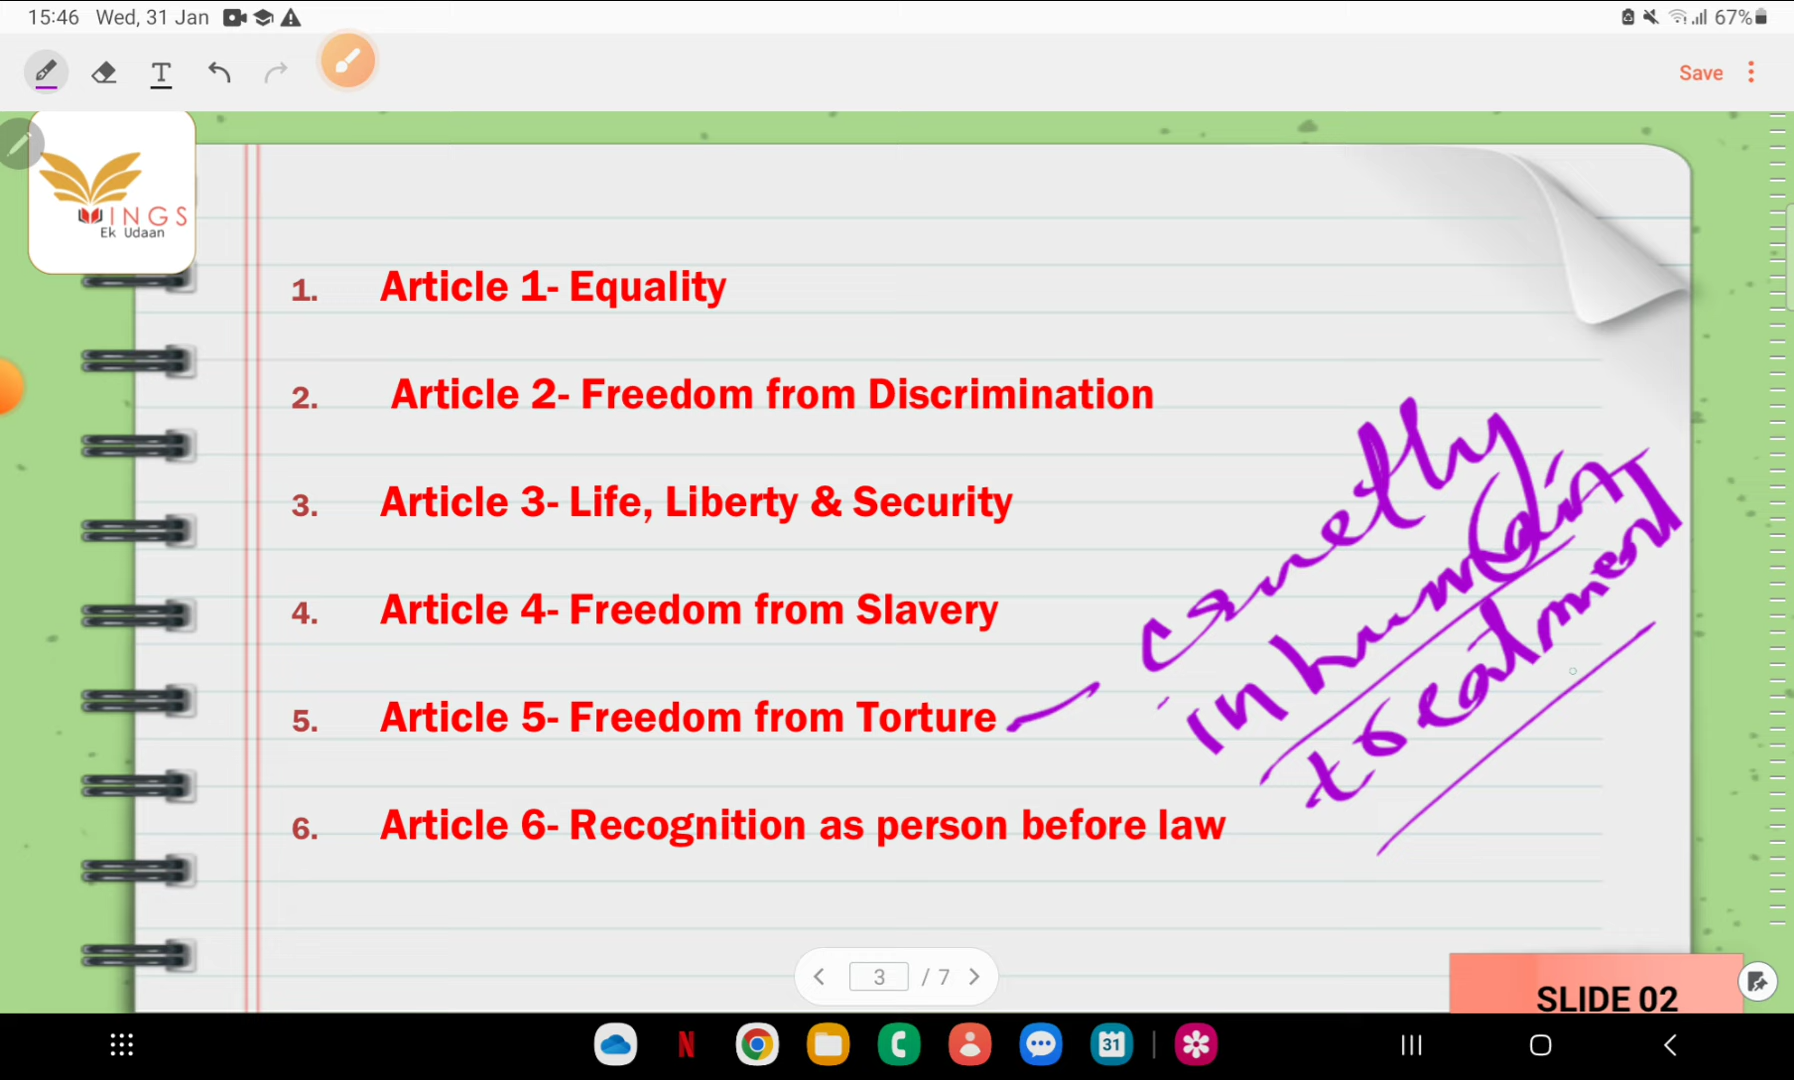 15:46 Wed, 31 Jan
67%
T
Save
WINGS
Ek Udaan
1. Article 1- Equality
2. Article 2- Freedom from Discrimination
3. Article 3- Life, Liberty & Security
4. Article 4- Freedom from Slavery
5. Article 5- Freedom from Torture
6. Article 6- Recognition as person before law
inhuman
treatment
3 / 7
SLIDE 02
N
31